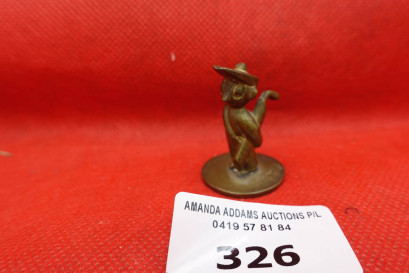 AMANDA ADDAMS AUCTIONS P/L
0419 57 81 84
326